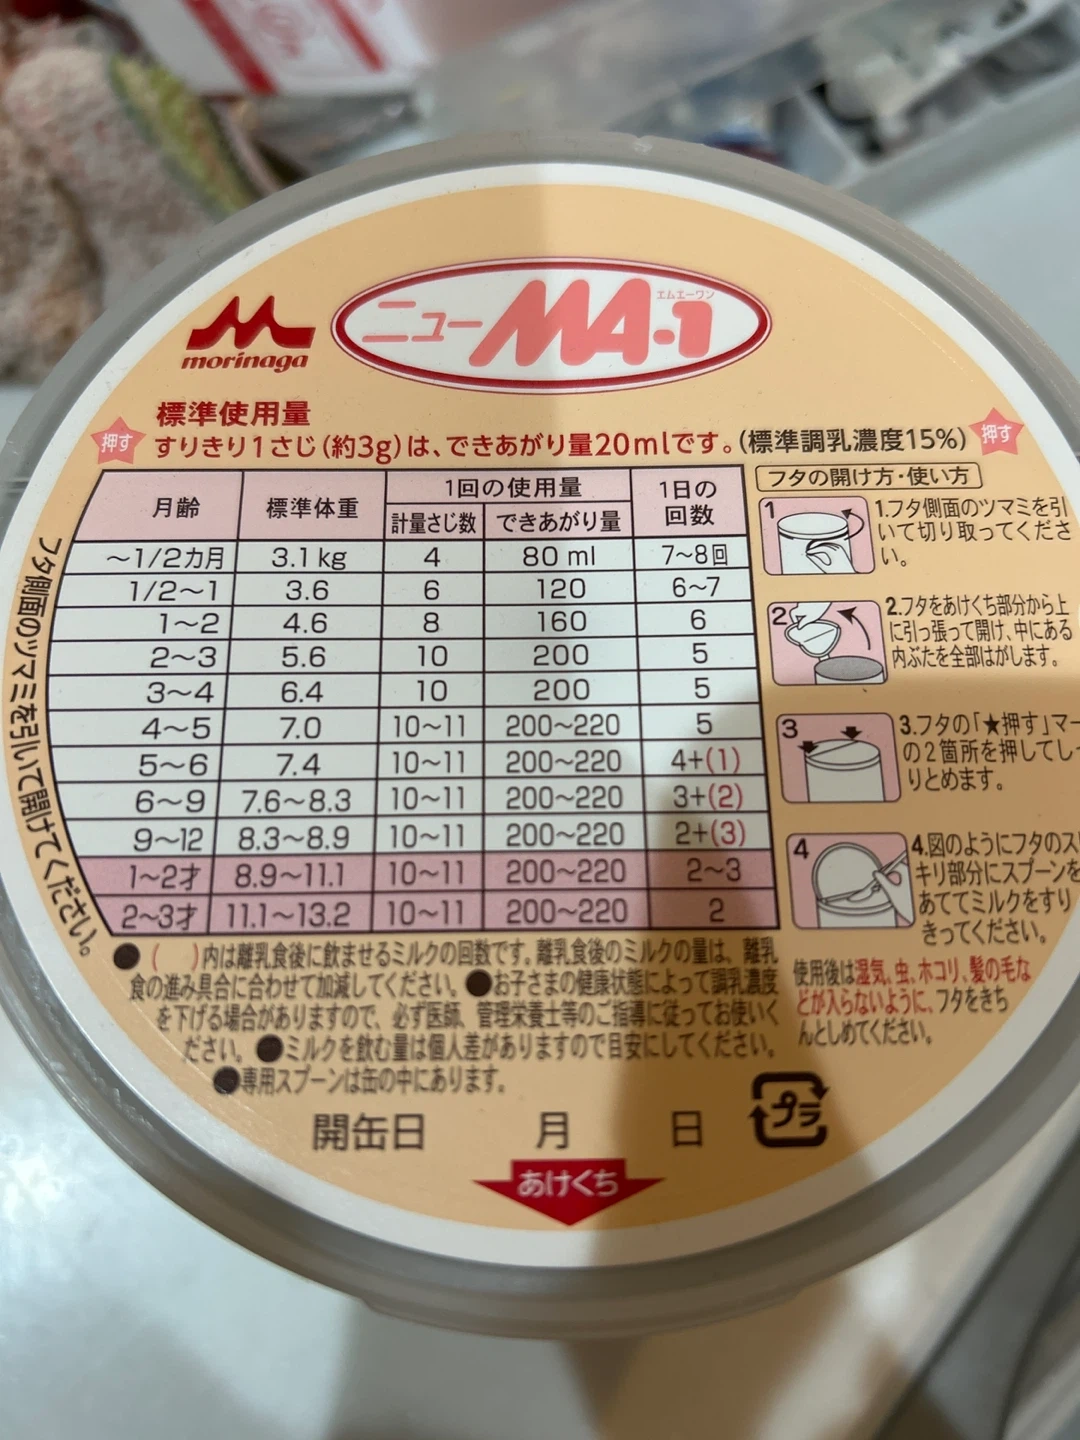 morinaga
ニューMA-1
エムエーワン
標準使用量
押す
すりきり1さじ(約3g)は、できあがり量20mlです。(標準調乳濃度15%)
押す
月齢 標準体重 1回の使用量 1日の回数
計量さじ数 できあがり量
～1/2カ月 3.1kg 4 80ml 7～8回
1/2～1 3.6 6 120 6～7
1～2 4.6 8 160 6
2～3 5.6 10 200 5
3～4 6.4 10 200 5
4～5 7.0 10～11 200～220 5
5～6 7.4 10～11 200～220 4+(1)
6～9 7.6～8.3 10～11 200～220 3+(2)
9～12 8.3～8.9 10～11 200～220 2+(3)
1～2才 8.9～11.1 10～11 200～220 2～3
2～3才 11.1～13.2 10～11 200～220 2
●( )内は離乳食後に飲ませるミルクの回数です。離乳食後のミルクの量は、離乳
食の進み具合に合わせて加減してください。●お子さまの健康状態によって調乳濃度
を下げる場合がありますので、必ず医師、管理栄養士等のご指導に従ってお使いく
ださい。●ミルクを飲む量は個人差がありますので目安にしてください。
●専用スプーンは缶の中にあります。
フタの開け方・使い方
1
1.フタ側面のツマミを引
いて切り取ってくださ
い。
2
2.フタをあけくち部分から上
に引っ張って開け、中にある
内ぶたを全部はがします。
3
3.フタの「★押す」マー
の2箇所を押してしっ
りとめます。
4
4.図のようにフタのス
キリ部分にスプーンを
あててミルクをすり
きってください。
使用後は湿気、虫、ホコリ、髪の毛な
どが入らないように、フタをきち
んとしめてください。
フタ側面のツマミを引いて開けてください。
開缶日 月 日
プラ
あけくち